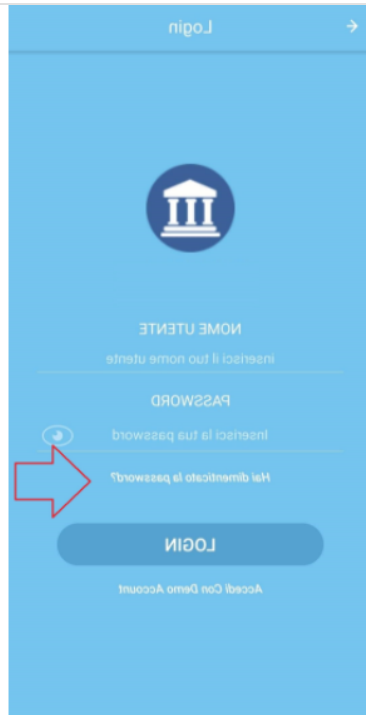 Login
NOME UTENTE
inserisci il tuo nome utente
PASSWORD
Inserisci la tua password
Hai dimenticato la password?
LOGIN
Accedi Con Demo Account